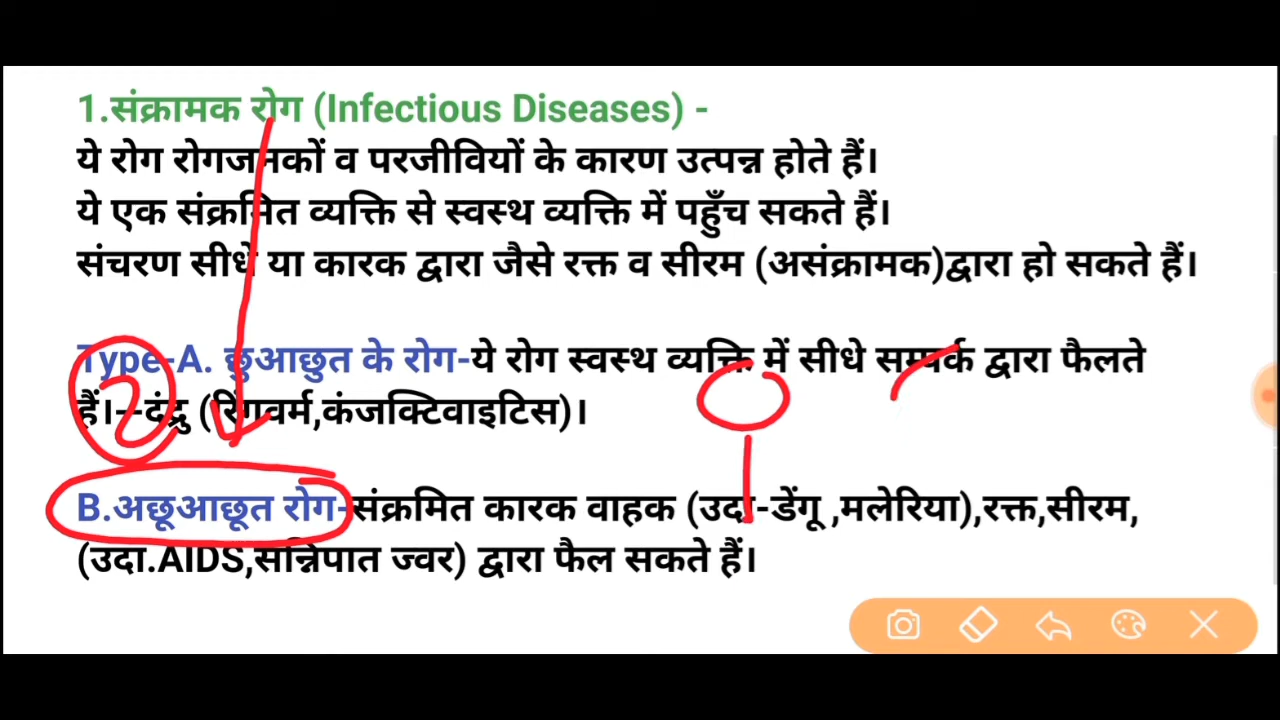 1.संक्रामक रोग (Infectious Diseases) -
ये रोग रोगजनकों व परजीवियों के कारण उत्पन्न होते हैं।
ये एक संक्रमित व्यक्ति से स्वस्थ व्यक्ति में पहुँच सकते हैं।
संचरण सीधे या कारक द्वारा जैसे रक्त व सीरम (असंक्रामक)द्वारा हो सकते हैं।
Type-A. छुआछुत के रोग-ये रोग स्वस्थ व्यक्ति में सीधे सम्पर्क द्वारा फैलते
हैं।--दंद्रु (रिंगवर्म,कंजक्टिवाइटिस)।
2
B.अछूआछूत रोग-संक्रमित कारक वाहक (उदा-डेंगू ,मलेरिया),रक्त,सीरम,
(उदा.AIDS,सन्निपात ज्वर) द्वारा फैल सकते हैं।